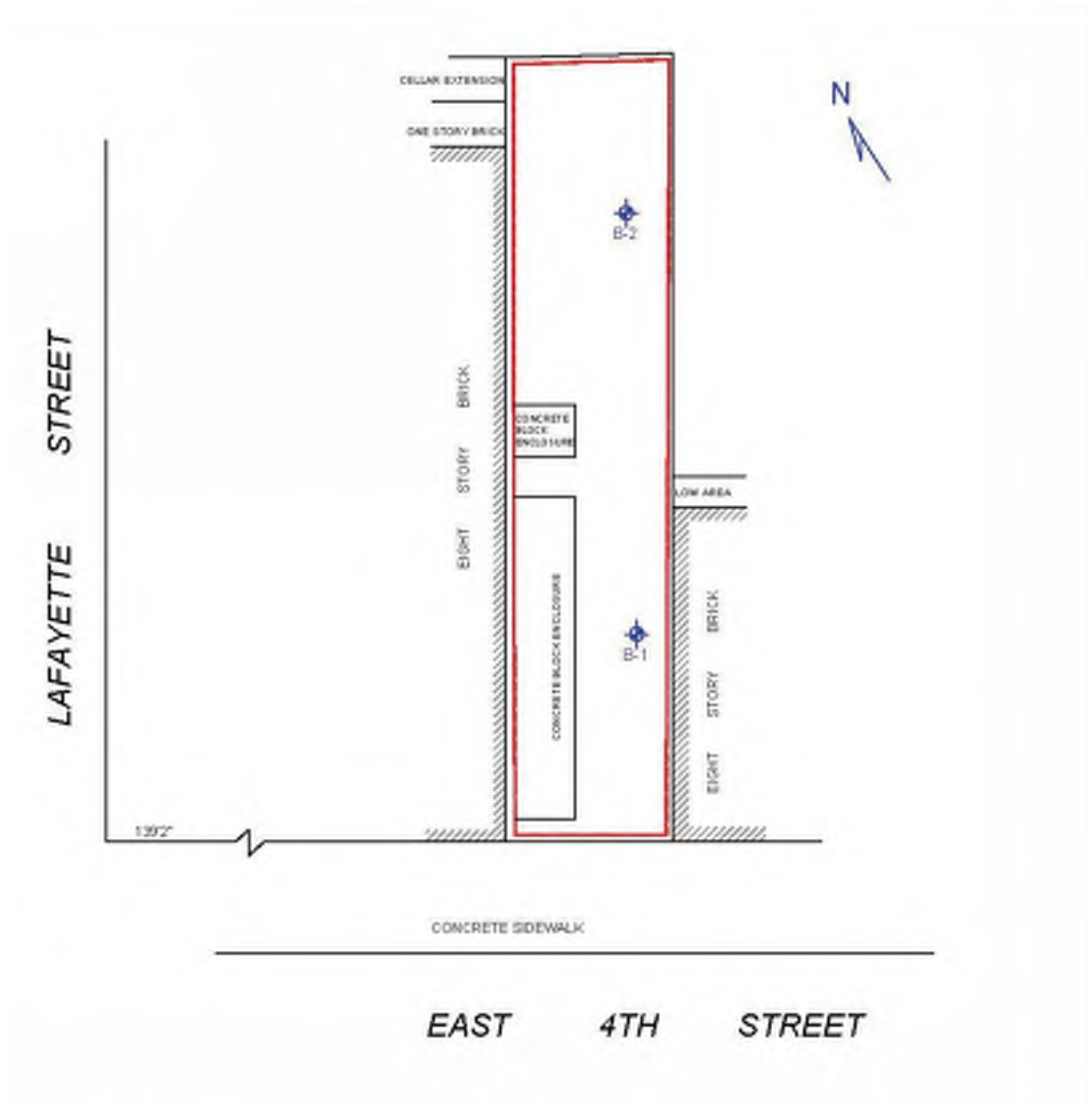 CELLAR EXTENSION
N
ONE STORY BRICK
B-2
LAFAYETTE STREET
EIGHT STORY BRICK
CONCRETE
BLOCK
ENCLOSURE
LOW AREA
CONCRETE BLOCK ENCLOSURE
B-1
EIGHT STORY BRICK
139'2"
CONCRETE SIDEWALK
EAST 4TH STREET